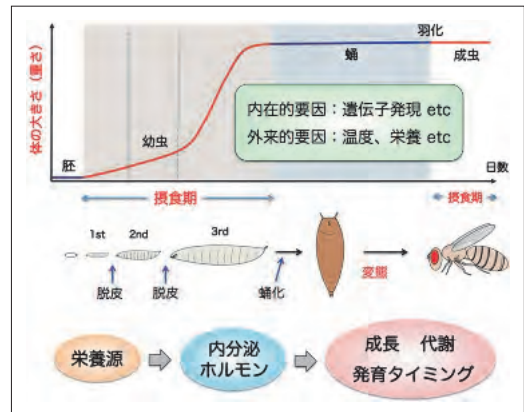 体の大きさ（重さ）
羽化
蛹
成虫
内在的要因：遺伝子発現 etc
外来的要因：温度、栄養 etc
幼虫
胚
日数
摂食期
摂食期
1st
2nd
3rd
脱皮
脱皮
蛹化
変態
栄養源
内分泌
ホルモン
成長 代謝
発育タイミング